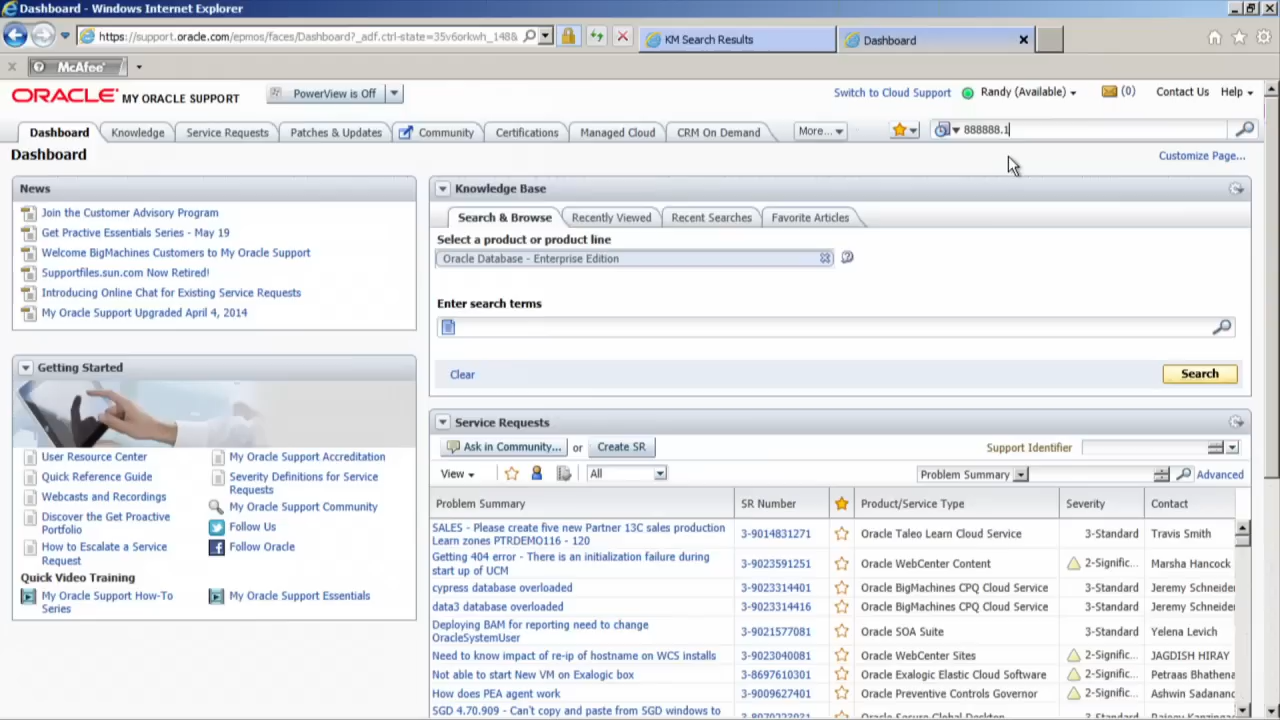 Dashboard - Windows Internet Explorer
https://support.oracle.com/epmos/faces/Dashboard?_adf.ctrl-state=35v6orkwh_148&
KM Search Results
Dashboard
McAfee
ORACLE MY ORACLE SUPPORT
PowerView is Off
Switch to Cloud Support
Randy (Available)
(0)
Contact Us
Help
Dashboard
Knowledge
Service Requests
Patches & Updates
Community
Certifications
Managed Cloud
CRM On Demand
More...
888888.1
Dashboard
Customize Page...
News
Join the Customer Advisory Program
Get Practive Essentials Series - May 19
Welcome BigMachines Customers to My Oracle Support
Supportfiles.sun.com Now Retired!
Introducing Online Chat for Existing Service Requests
My Oracle Support Upgraded April 4, 2014
Getting Started
User Resource Center
Quick Reference Guide
Webcasts and Recordings
Discover the Get Proactive
Portfolio
How to Escalate a Service
Request
My Oracle Support Accreditation
Severity Definitions for Service
Requests
My Oracle Support Community
Follow Us
Follow Oracle
Quick Video Training
My Oracle Support How-To
Series
My Oracle Support Essentials
Knowledge Base
Search & Browse
Recently Viewed
Recent Searches
Favorite Articles
Select a product or product line
Oracle Database - Enterprise Edition
Enter search terms
Clear
Search
Service Requests
Ask in Community...
or
Create SR
Support Identifier
View
All
Problem Summary
Advanced
Problem Summary
SR Number
Product/Service Type
Severity
Contact
SALES - Please create five new Partner 13C sales production
Learn zones PTRDEMO116 - 120
3-9014831271
Oracle Taleo Learn Cloud Service
3-Standard
Travis Smith
Getting 404 error - There is an initialization failure during
start up of UCM
3-9023591251
Oracle WebCenter Content
2-Signific...
Marsha Hancock
cypress database overloaded
3-9023314401
Oracle BigMachines CPQ Cloud Service
3-Standard
Jeremy Schneider
data3 database overloaded
3-9023314416
Oracle BigMachines CPQ Cloud Service
3-Standard
Jeremy Schneider
Deploying BAM for reporting need to change
OracleSystemUser
3-9021577081
Oracle SOA Suite
3-Standard
Yelena Levich
Need to know impact of re-ip of hostname on WCS installs
3-9023040081
Oracle WebCenter Sites
2-Signific...
JAGDISH HIRAY
Not able to start New VM on Exalogic box
3-8697610301
Oracle Exalogic Elastic Cloud Software
2-Signific...
Petraas Bhathena
How does PEA agent work
3-9009627401
Oracle Preventive Controls Governor
2-Signific...
Ashwin Sadanand
SGD 4.70.909 - Can't copy and paste from SGD windows to
Oracle Secure Global Desktop
3-Standard